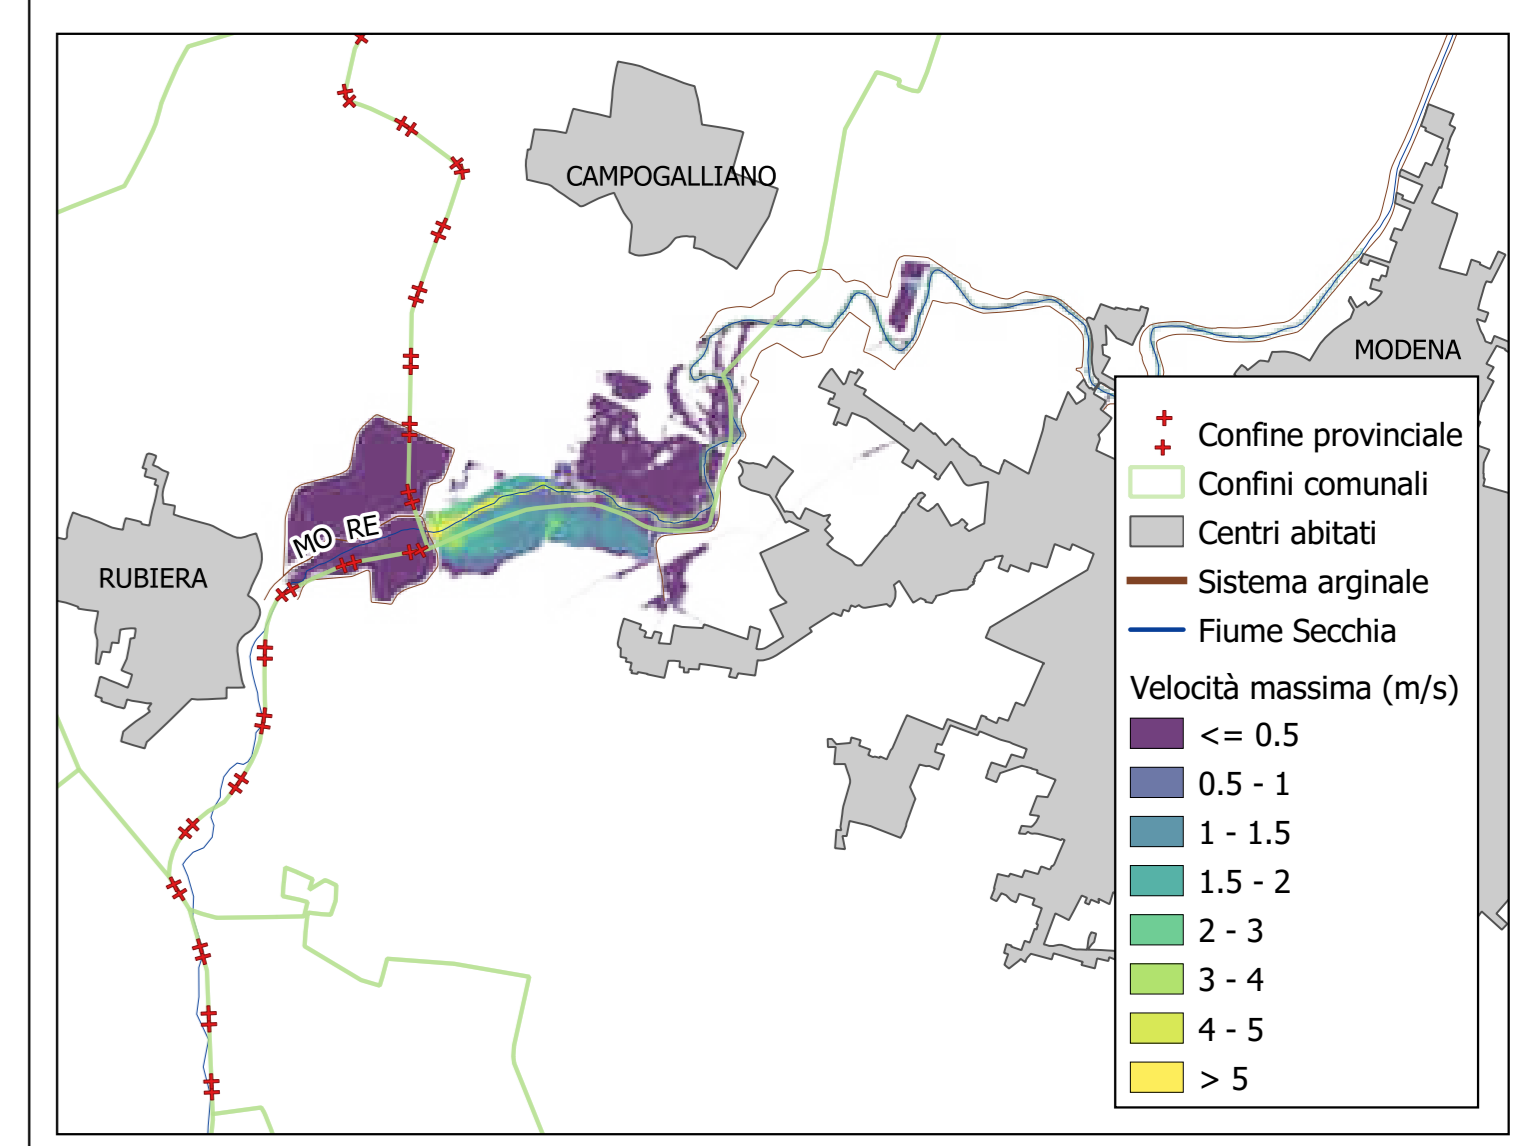 CAMPOGALLIANO
MODENA
MO RE
RUBIERA
Confine provinciale
Confini comunali
Centri abitati
Sistema arginale
Fiume Secchia
Velocità massima (m/s)
<= 0.5
0.5 - 1
1 - 1.5
1.5 - 2
2 - 3
3 - 4
4 - 5
> 5